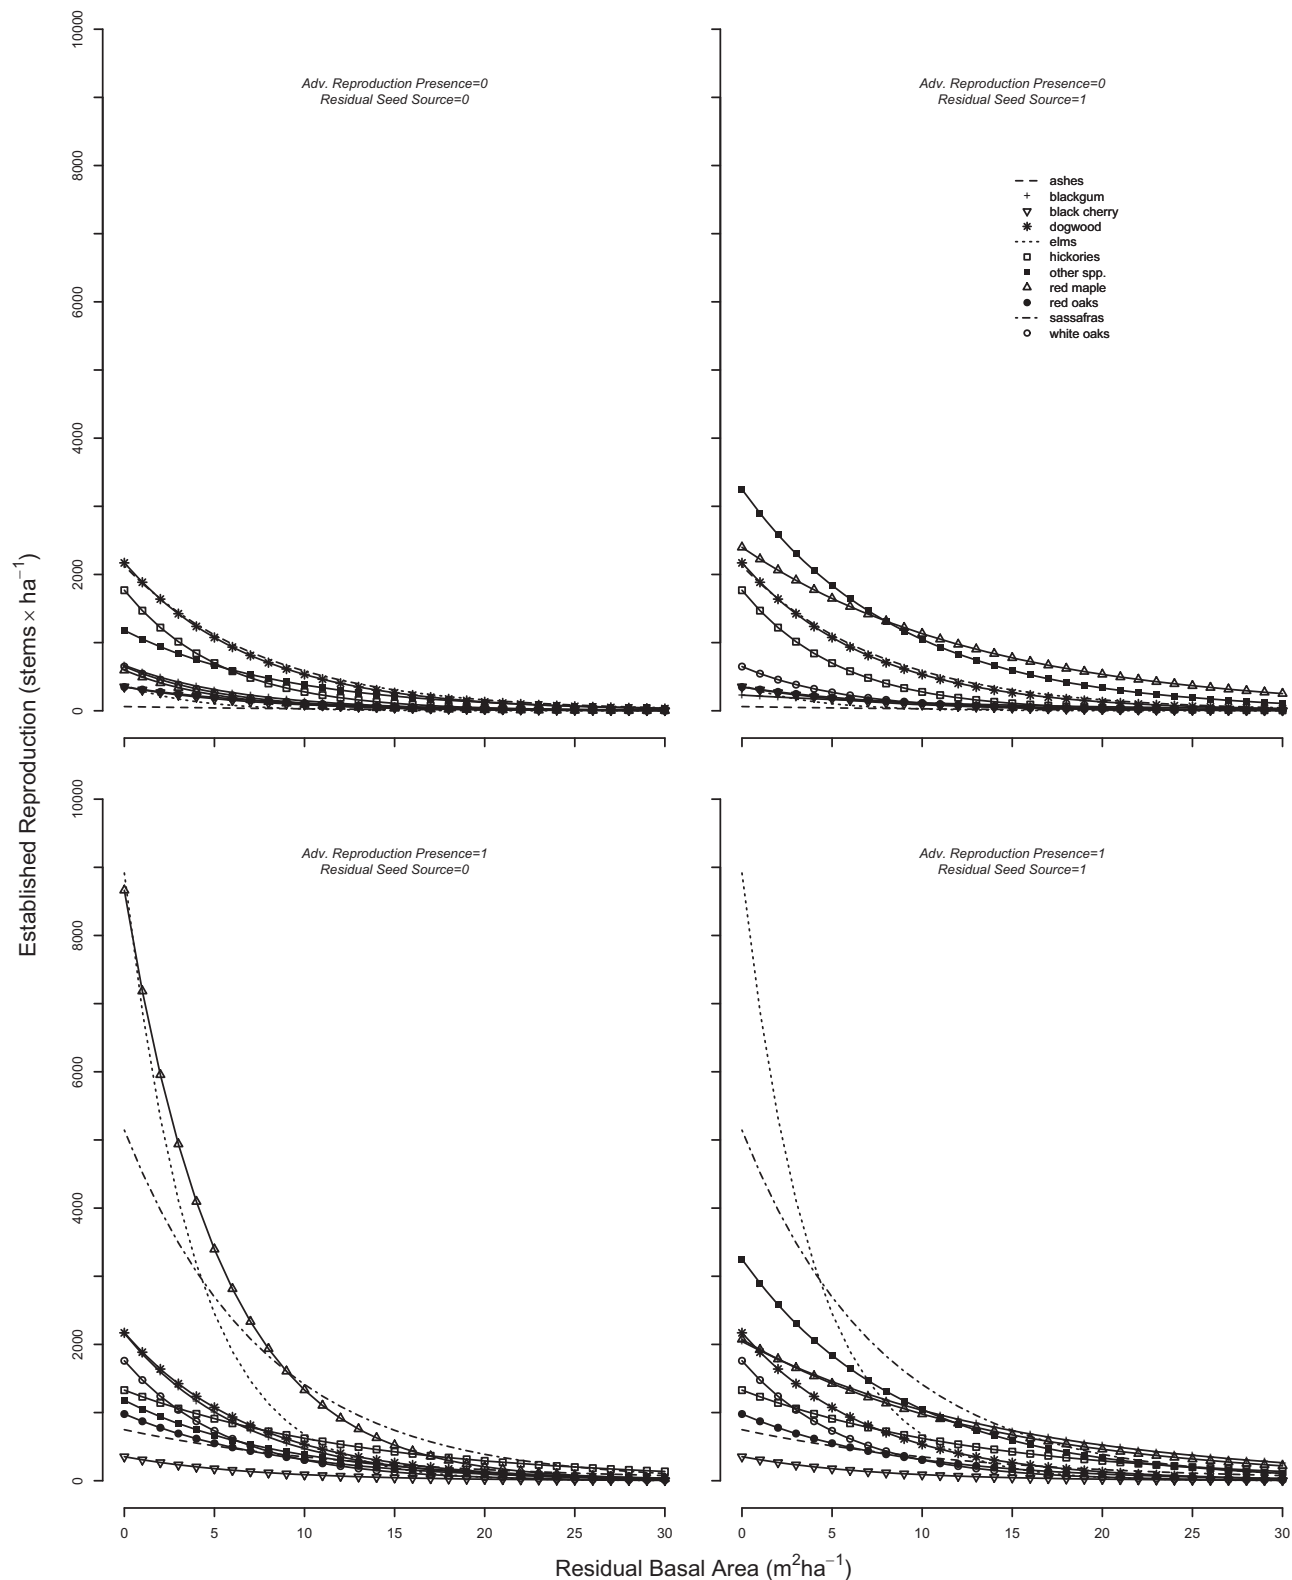 Established Reproduction (stems × ha⁻¹)
10000
8000
6000
4000
2000
0
Adv. Reproduction Presence=0
Residual Seed Source=0
Adv. Reproduction Presence=0
Residual Seed Source=1
ashes
blackgum
black cherry
dogwood
elms
hickories
other spp.
red maple
red oaks
sassafras
white oaks
10000
8000
6000
4000
2000
0
Adv. Reproduction Presence=1
Residual Seed Source=0
Adv. Reproduction Presence=1
Residual Seed Source=1
0 5 10 15 20 25 30
0 5 10 15 20 25 30
Residual Basal Area (m²ha⁻¹)